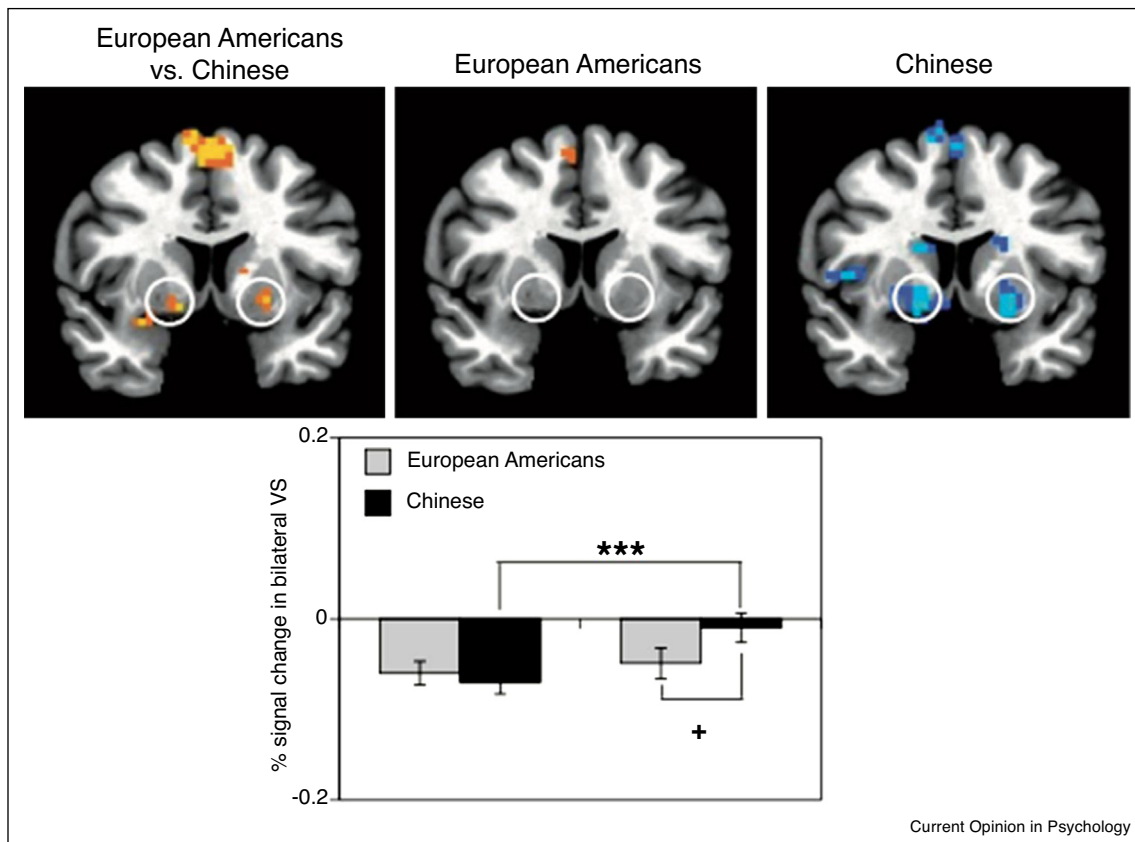 European Americans
vs. Chinese
European Americans
Chinese
0.2
European Americans
Chinese
***
% signal change in bilateral VS
0
+
-0.2
Current Opinion in Psychology